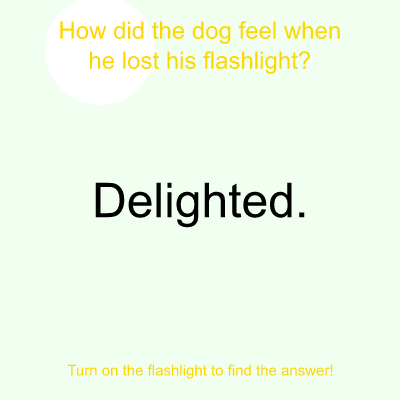 How did the dog feel when
he lost his flashlight?
Delighted.
Turn on the flashlight to find the answer!